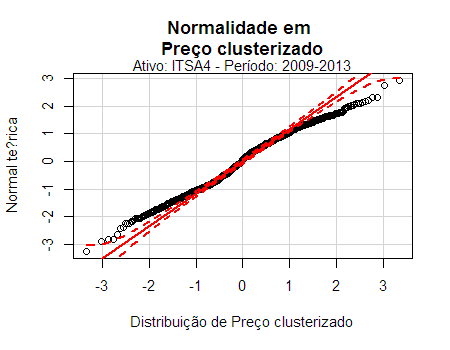 Normalidade em
Preço clusterizado
Ativo: ITSA4 - Período: 2009-2013
Normal te?rica
3
2
1
0
-1
-2
-3
-3 -2 -1 0 1 2 3
Distribuição de Preço clusterizado